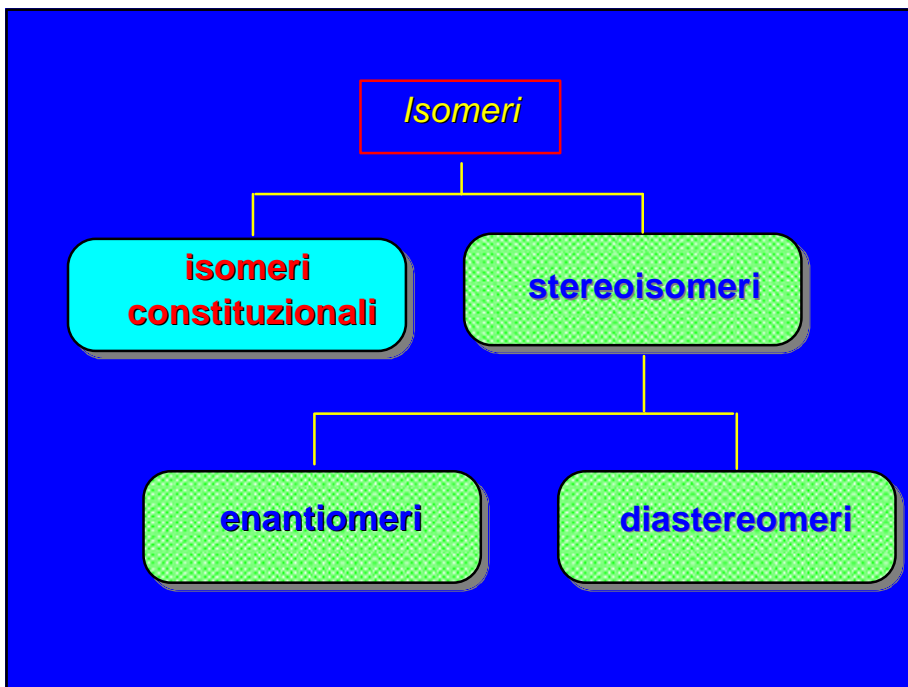 Isomeri
isomeri
constituzionali
stereoisomeri
enantiomeri
diastereomeri